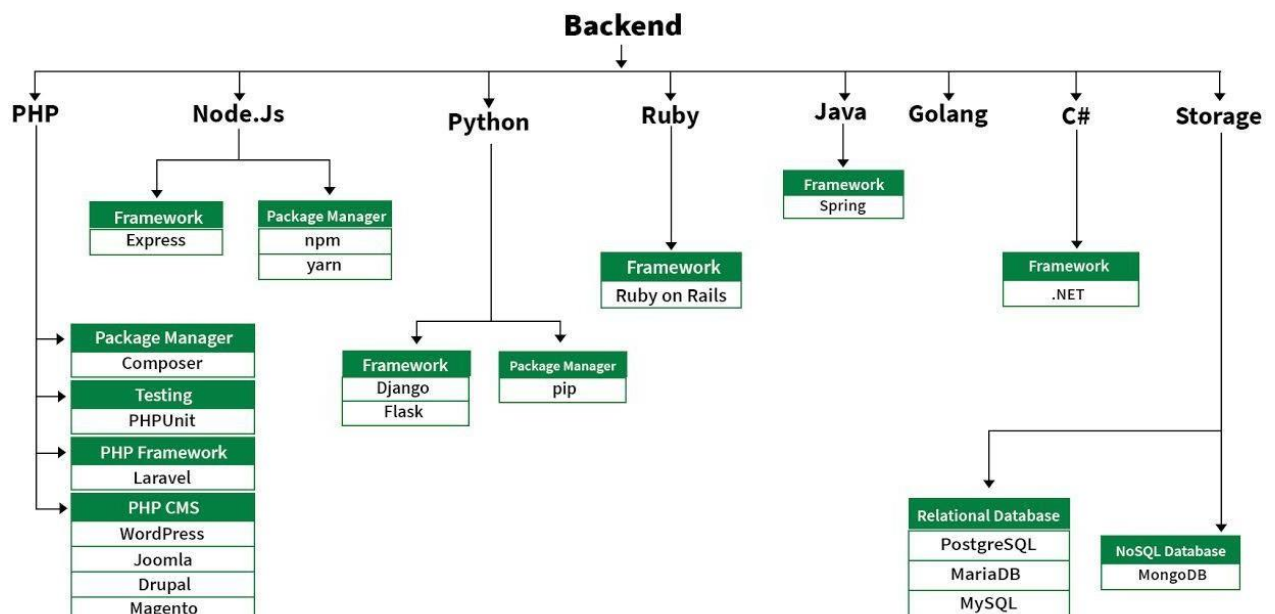 Backend
PHP
Node.Js
Python
Ruby
Java
Golang
C#
Storage
Framework
Express
Package Manager
npm
yarn
Framework
Spring
Framework
Ruby on Rails
Framework
.NET
Package Manager
Composer
Testing
PHPUnit
PHP Framework
Laravel
PHP CMS
WordPress
Joomla
Drupal
Magento
Framework
Django
Flask
Package Manager
pip
Relational Database
PostgreSQL
MariaDB
MySQL
NoSQL Database
MongoDB